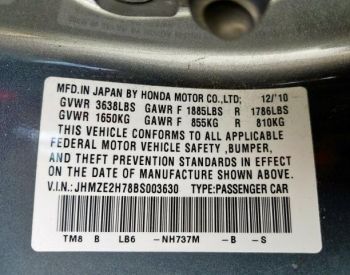 MFD.IN JAPAN BY HONDA MOTOR CO.,LTD; 12/'10
GVWR 3638LBS GAWR F 1885LBS R 1786LBS
GVWR 1650KG GAWR F 855KG R 810KG
THIS VEHICLE CONFORMS TO ALL APPLICABLE
FEDERAL MOTOR VEHICLE SAFETY ,BUMPER,
AND THEFT PREVENTION STANDARDS IN EFFECT
ON THE DATE OF MANUFACTURE SHOWN ABOVE.
V.I.N:JHMZE2H78BS003630 TYPE:PASSENGER CAR
TM8 B LB6 -NH737M -B -S